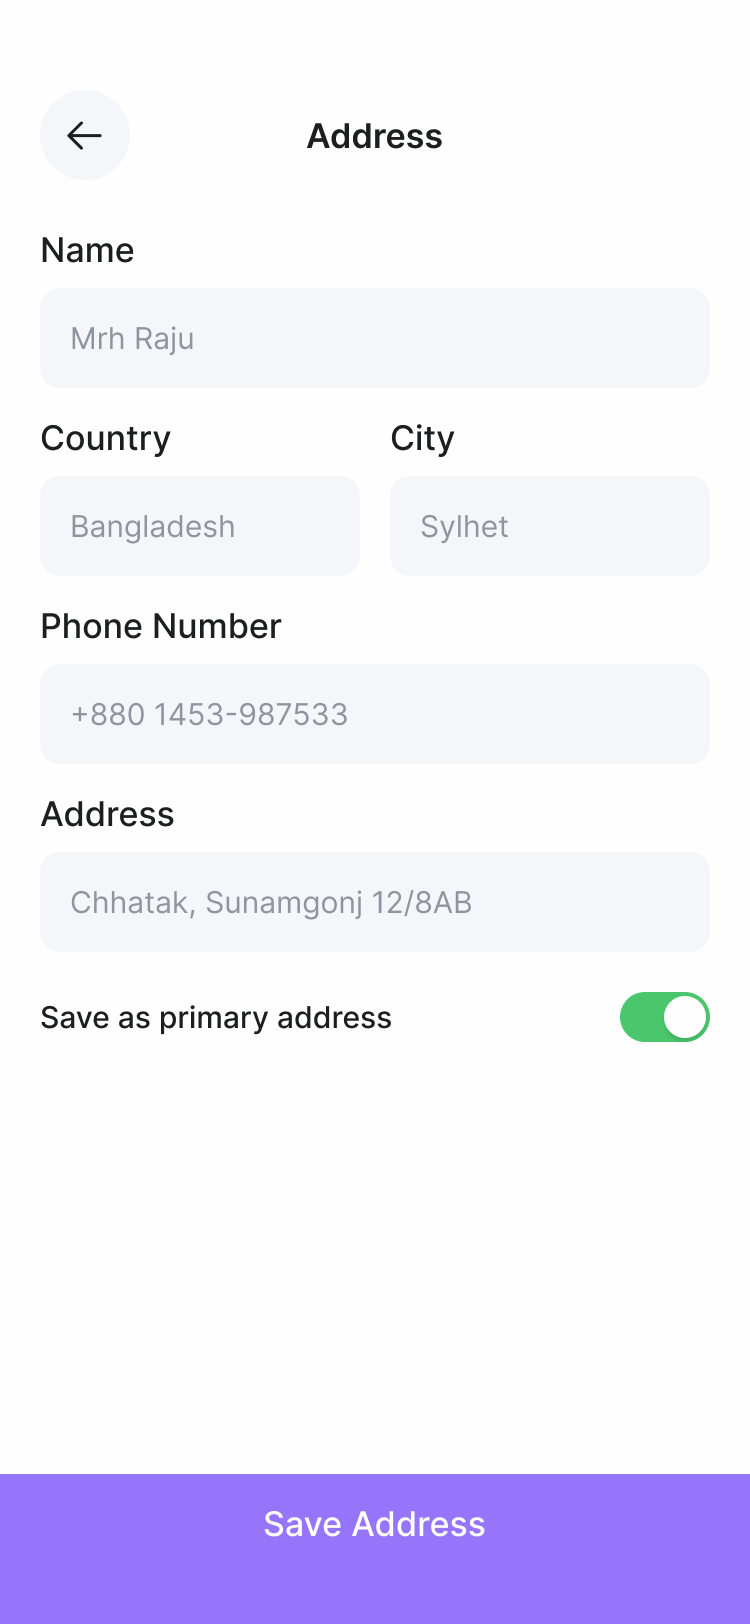 Address
Name
Mrh Raju
Country
City
Bangladesh
Sylhet
Phone Number
+880 1453-987533
Address
Chhatak, Sunamgonj 12/8AB
Save as primary address
Save Address